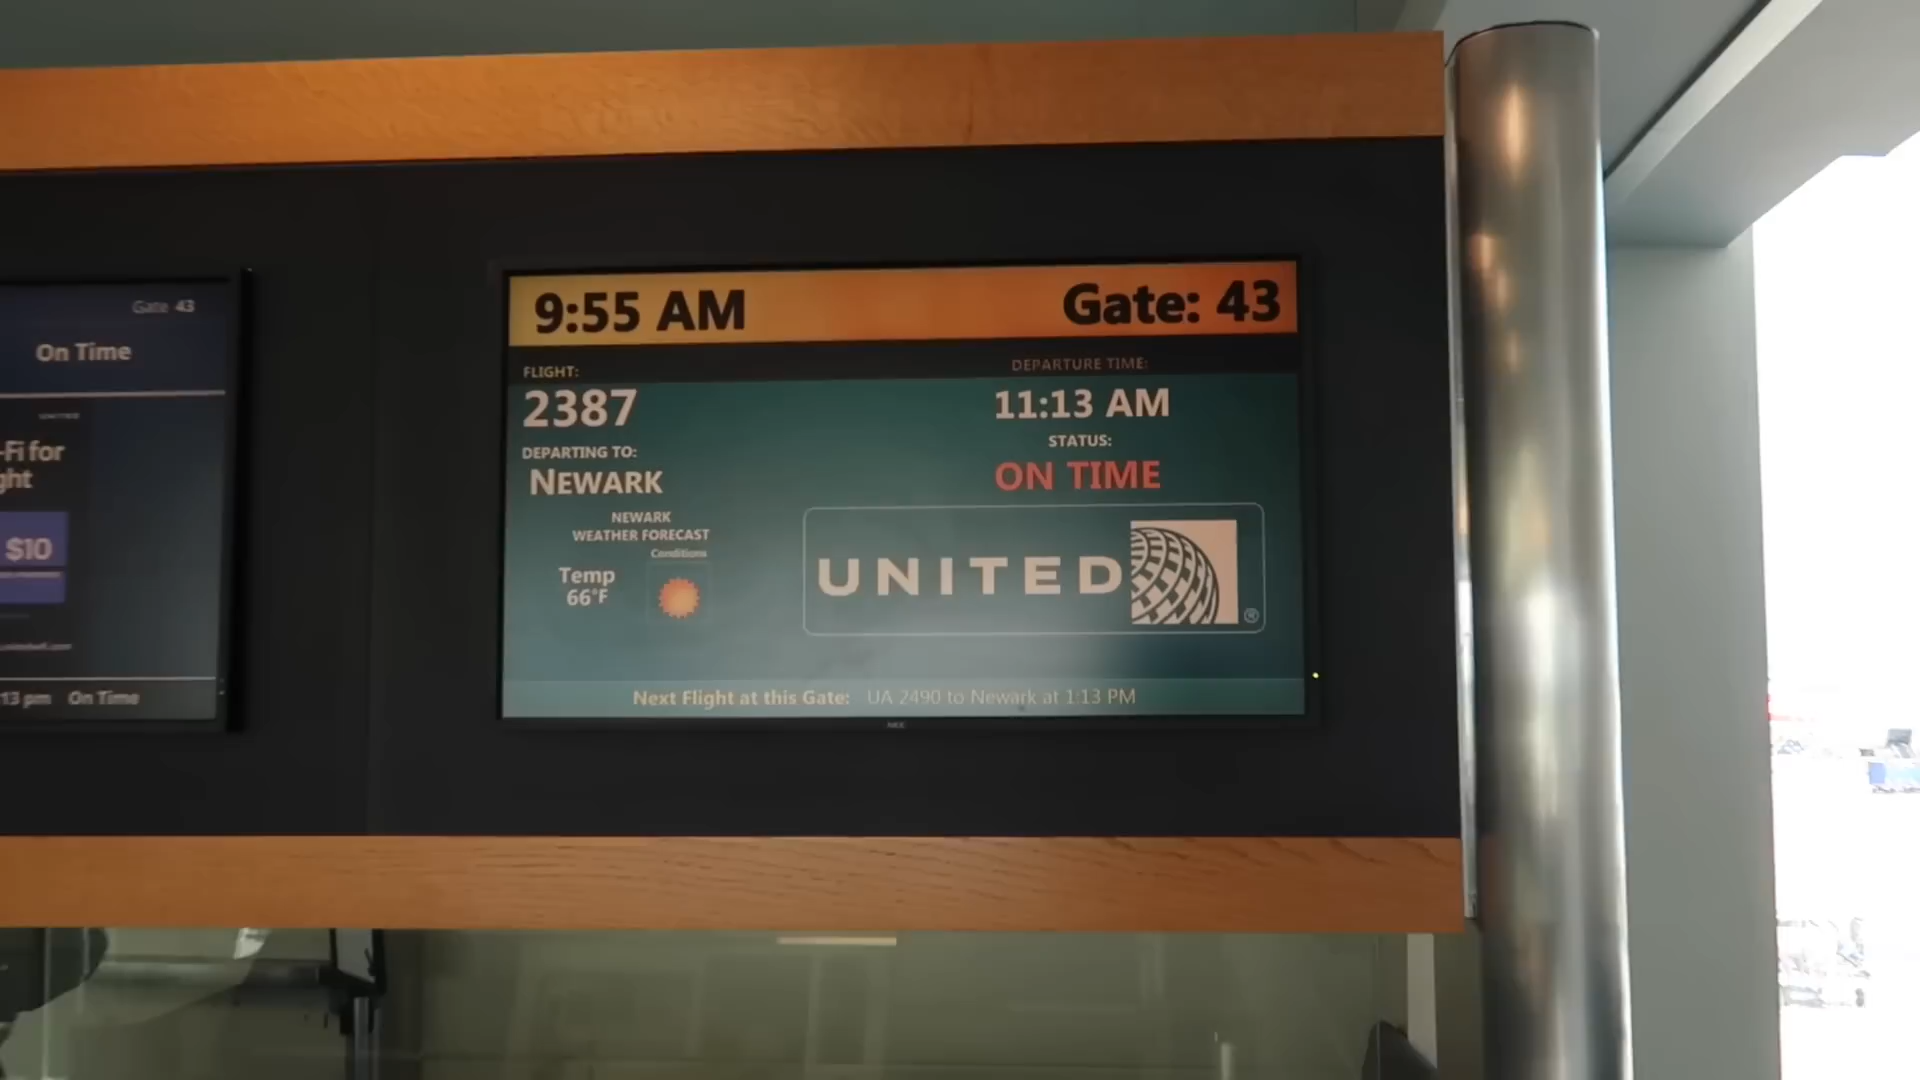 Gate 43
On Time
UNITED
-Fi for
ght
$10
13 pm On Time
9:55 AM
Gate: 43
FLIGHT:
2387
DEPARTURE TIME:
11:13 AM
DEPARTING TO:
NEWARK
STATUS:
ON TIME
NEWARK
WEATHER FORECAST
Conditions
Temp
66°F
UNITED
®
Next Flight at this Gate: UA 2490 to Newark at 1:13 PM
NEC